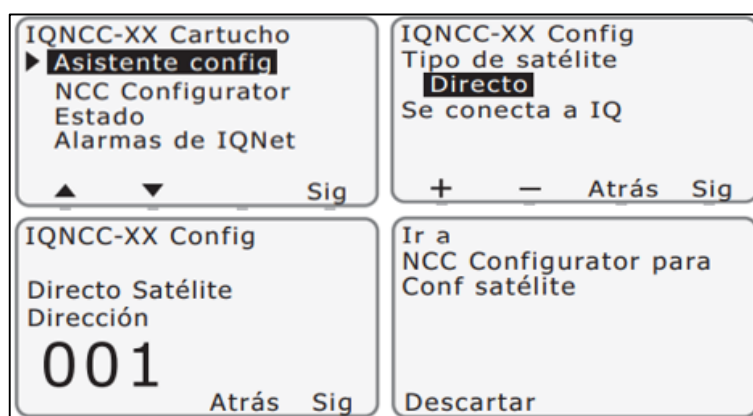 IQNCC-XX Cartucho
Asistente config
NCC Configurator
Estado
Alarmas de IQNet
Sig
IQNCC-XX Config
Tipo de satélite
Directo
Se conecta a IQ
+ − Atrás Sig
IQNCC-XX Config
Directo Satélite
Dirección
001
Atrás Sig
Ir a
NCC Configurator para
Conf satélite
Descartar